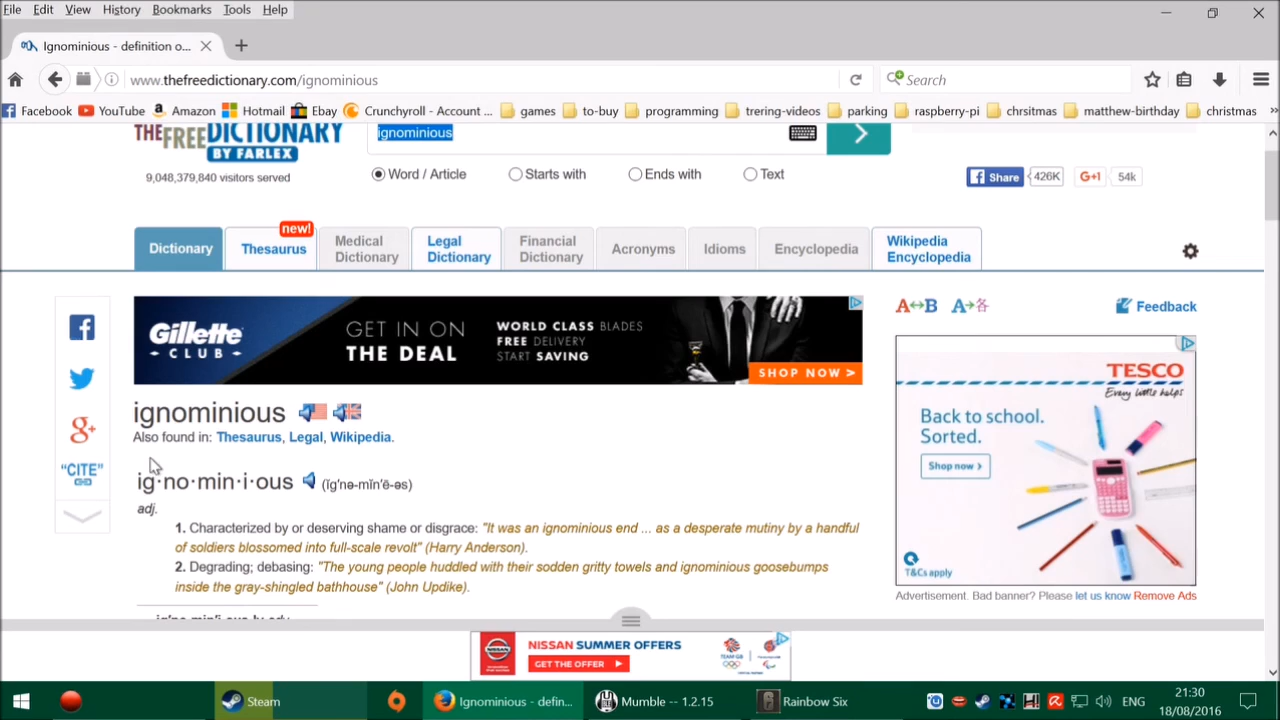 File Edit View History Bookmarks Tools Help
Ignominious - definition o...
www.thefreedictionary.com/ignominious
Search
Facebook YouTube Amazon Hotmail Ebay Crunchyroll - Account ... games to-buy programming trering-videos parking raspberry-pi chrsitmas matthew-birthday christmas
THE FREE DICTIONARY
BY FARLEX
ignominious
9,048,379,840 visitors served
Word / Article Starts with Ends with Text
Share 426K G+1 54k
new!
Dictionary Thesaurus Medical Dictionary Legal Dictionary Financial Dictionary Acronyms Idioms Encyclopedia Wikipedia Encyclopedia
Gillette
CLUB
GET IN ON
THE DEAL
WORLD CLASS BLADES
FREE DELIVERY
START SAVING
SHOP NOW >
A↔B A→
Feedback
TESCO
Every little helps
Back to school.
Sorted.
Shop now >
T&Cs apply
Advertisement. Bad banner? Please let us know Remove Ads
"CITE"
ignominious
Also found in: Thesaurus, Legal, Wikipedia.
ig·no·min·i·ous (ĭg′nə-mĭn′ē-əs)
adj.
1. Characterized by or deserving shame or disgrace: "It was an ignominious end ... as a desperate mutiny by a handful
of soldiers blossomed into full-scale revolt" (Harry Anderson).
2. Degrading; debasing: "The young people huddled with their sodden gritty towels and ignominious goosebumps
inside the gray-shingled bathhouse" (John Updike).
NISSAN SUMMER OFFERS
GET THE OFFER
Steam Ignominious - defin... Mumble -- 1.2.15 Rainbow Six ENG
21:30
18/08/2016